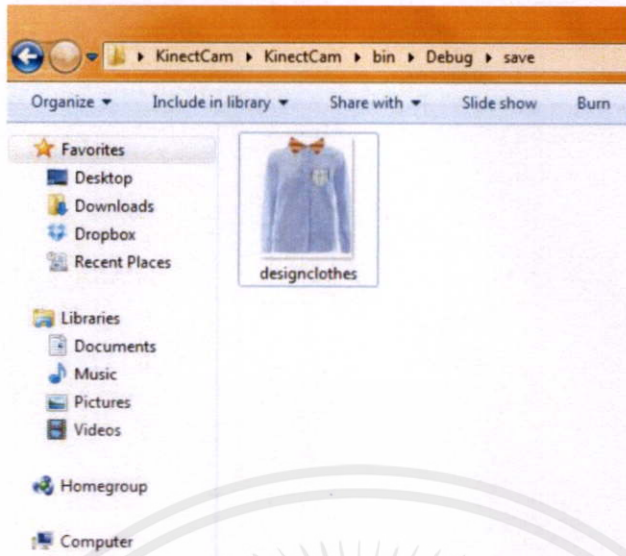 KinectCam KinectCam bin Debug save
Organize Include in library Share with Slide show Burn
Favorites
Desktop
Downloads
Dropbox
Recent Places
designclothes
Libraries
Documents
Music
Pictures
Videos
Homegroup
Computer